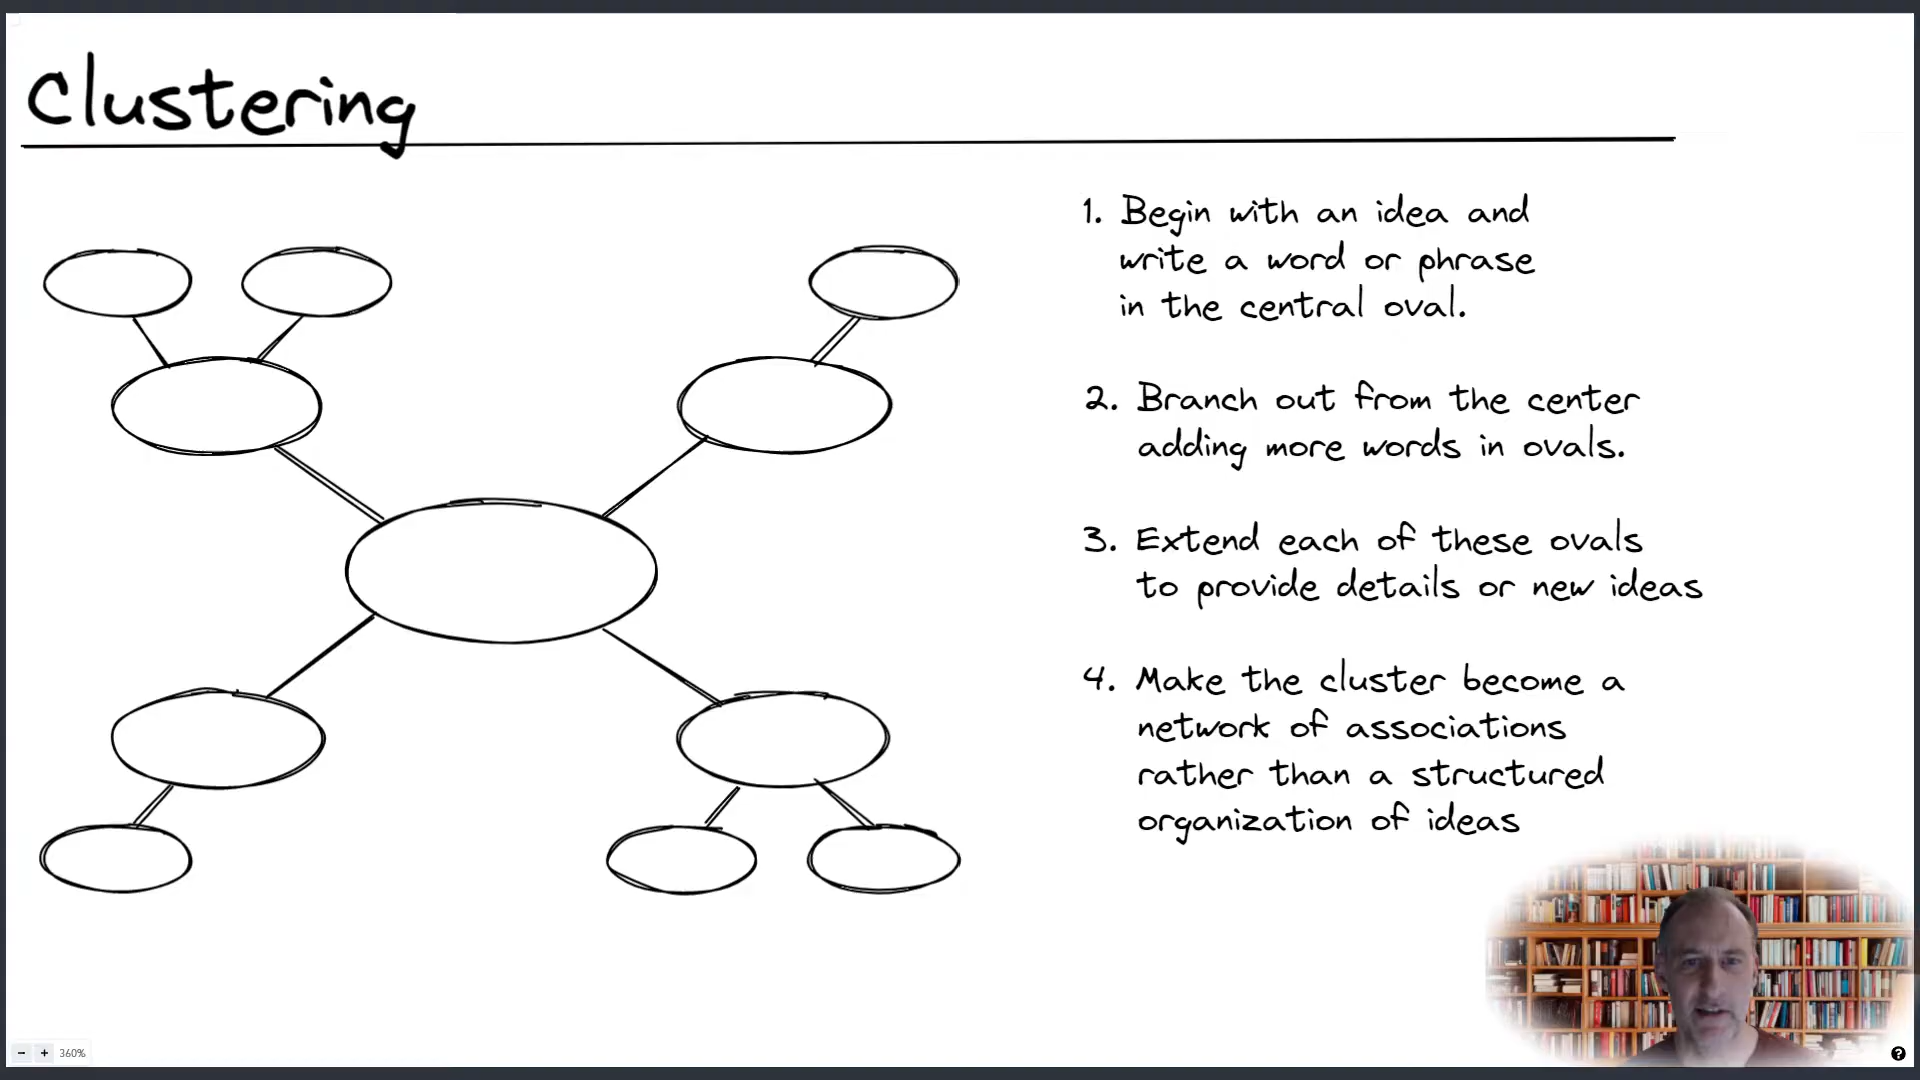 Clustering
1. Begin with an idea and
write a word or phrase
in the central oval.
2. Branch out from the center
adding more words in ovals.
3. Extend each of these ovals
to provide details or new ideas
4. Make the cluster become a
network of associations
rather than a structured
organization of ideas
− + 360%
?